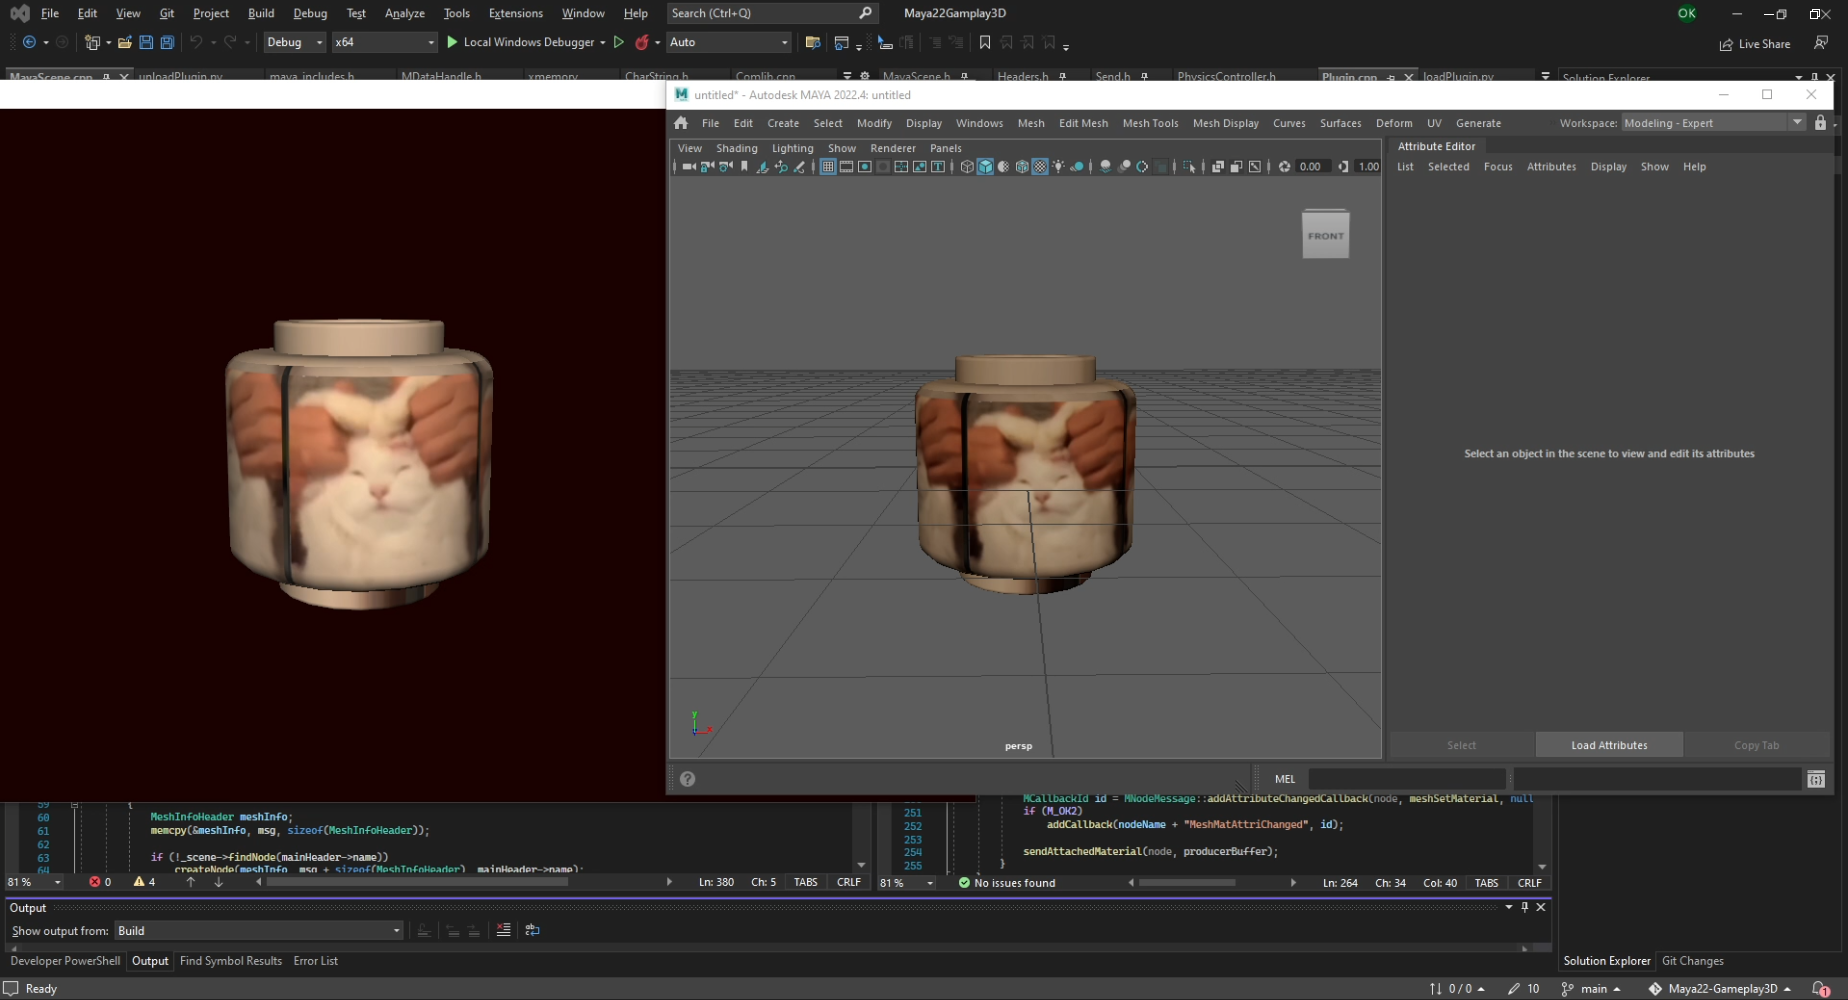 File Edit View Git Project Build Debug Test Analyze Tools Extensions Window Help Search (Ctrl+Q) Maya22Gamplay3D OK
Debug x64 Local Windows Debugger Auto Live Share
MayaScene.cpp unloadPlugin.py maya_includes.h MDataHandle.h xmemory CharString.h Comlib.cpp MayaScene.h Headers.h Send.h PhysicsController.h Plugin.cpp loadPlugin.py Solution Explorer
untitled* - Autodesk MAYA 2022.4: untitled
File Edit Create Select Modify Display Windows Mesh Edit Mesh Mesh Tools Mesh Display Curves Surfaces Deform UV Generate Workspace: Modeling - Expert
View Shading Lighting Show Renderer Panels
0.00 1.00
Attribute Editor
List Selected Focus Attributes Display Show Help
FRONT
Select an object in the scene to view and edit its attributes
y
x
persp
Select Load Attributes Copy Tab
MEL
59 {
60 MeshInfoHeader meshInfo;
61 memcpy(&meshInfo, msg, sizeof(MeshInfoHeader));
62
63 if (!_scene->findNode(mainHeader->name))
64 createNode(meshInfo, msg + sizeof(MeshInfoHeader), mainHeader->name);
MCallbackId id = MNodeMessage::addAttributeChangedCallback(node, meshSetMaterial, null
251 if (M_OK2)
252 addCallback(nodeName + "MeshMatAttriChanged", id);
253
254 sendAttachedMaterial(node, producerBuffer);
255 }
81 % 0 4 Ln: 380 Ch: 5 TABS CRLF
81 % No issues found Ln: 264 Ch: 34 Col: 40 TABS CRLF
Output
Show output from: Build
Developer PowerShell Output Find Symbol Results Error List
Solution Explorer Git Changes
Ready 0 / 0 10 main Maya22-Gameplay3D 1